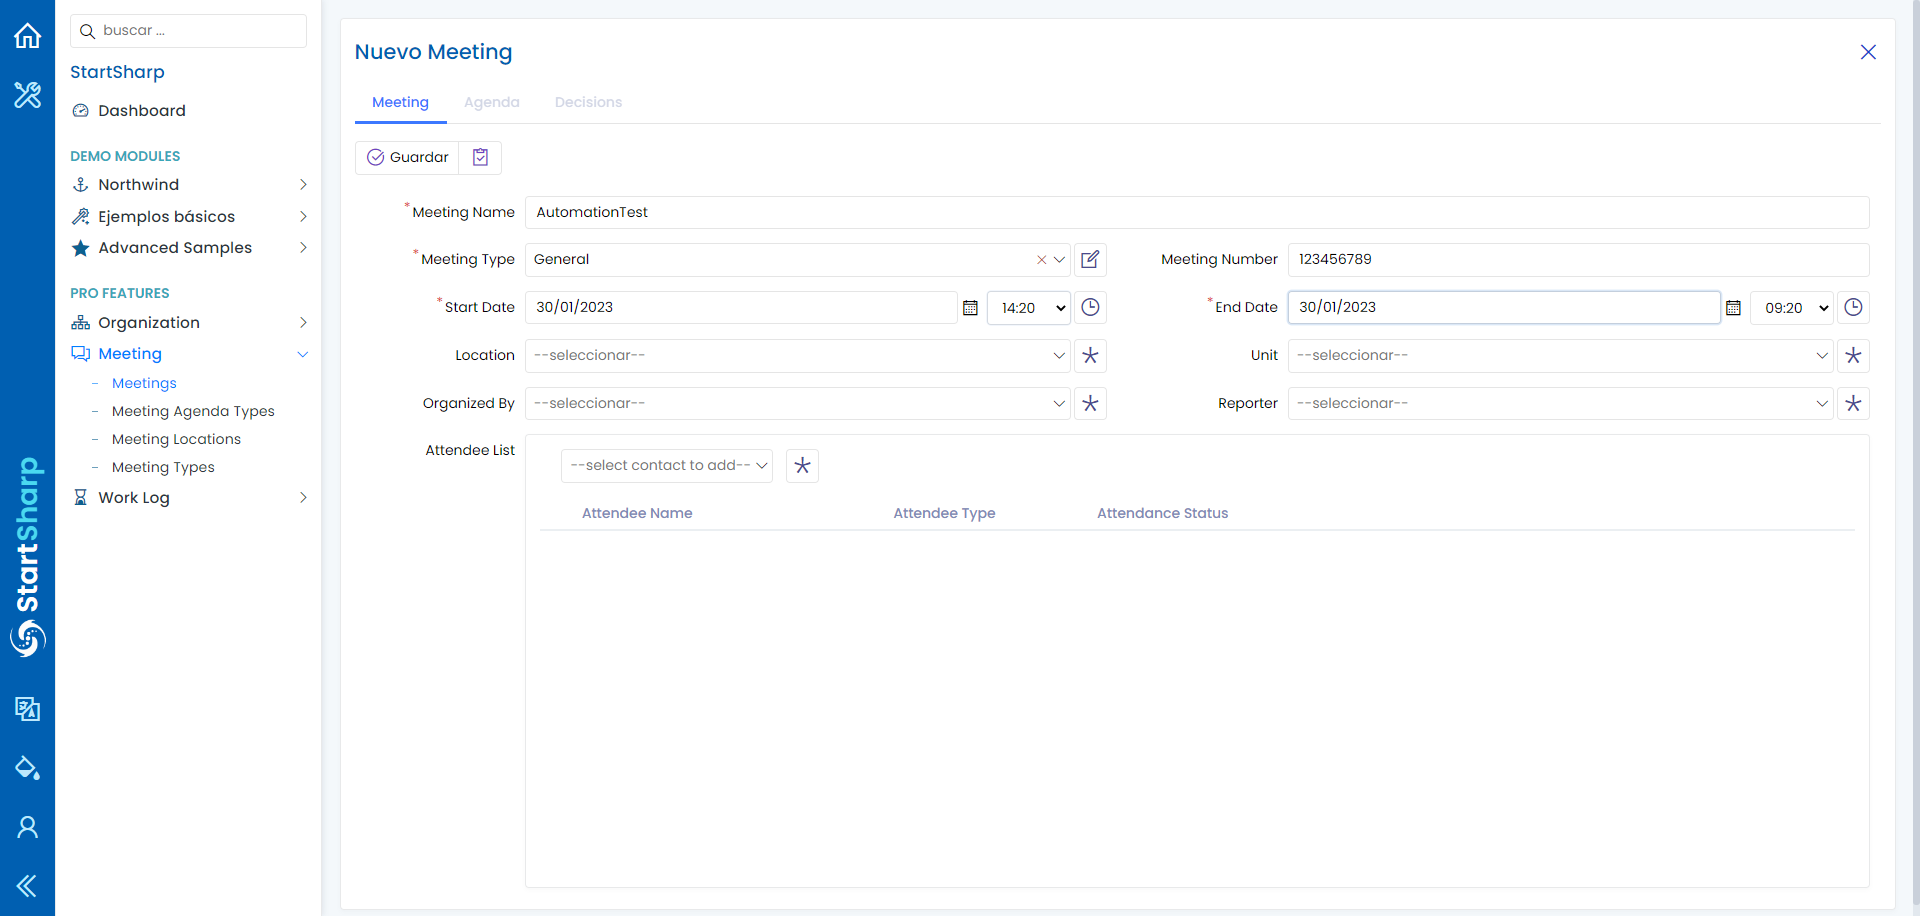 buscar ...
StartSharp
Dashboard
DEMO MODULES
Northwind
Ejemplos básicos
Advanced Samples
PRO FEATURES
Organization
Meeting
- Meetings
- Meeting Agenda Types
- Meeting Locations
- Meeting Types
Work Log
StartSharp
Nuevo Meeting
Meeting Agenda Decisions
Guardar
*Meeting Name AutomationTest
*Meeting Type General Meeting Number 123456789
*Start Date 30/01/2023 14:20 *End Date 30/01/2023 09:20
Location --seleccionar-- Unit --seleccionar--
Organized By --seleccionar-- Reporter --seleccionar--
Attendee List
--select contact to add--
Attendee Name Attendee Type Attendance Status